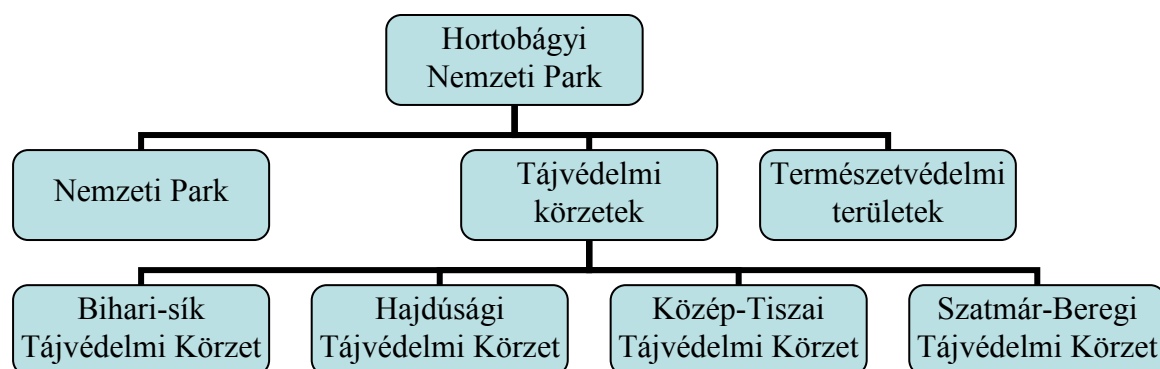 Hortobágyi
Nemzeti Park
Nemzeti Park
Tájvédelmi
körzetek
Természetvédelmi
területek
Bihari-sík
Tájvédelmi Körzet
Hajdúsági
Tájvédelmi Körzet
Közép-Tiszai
Tájvédelmi Körzet
Szatmár-Beregi
Tájvédelmi Körzet